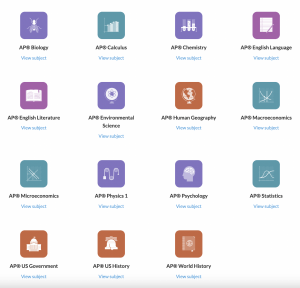 AP® Biology
View subject
AP® Calculus
View subject
AP® Chemistry
View subject
AP® English Language
View subject
AP® English Literature
View subject
AP® Environmental
Science
View subject
AP® Human Geography
View subject
AP® Macroeconomics
View subject
AP® Microeconomics
View subject
AP® Physics 1
View subject
AP® Psychology
View subject
AP® Statistics
View subject
AP® US Government
View subject
AP® US History
View subject
AP® World History
View subject